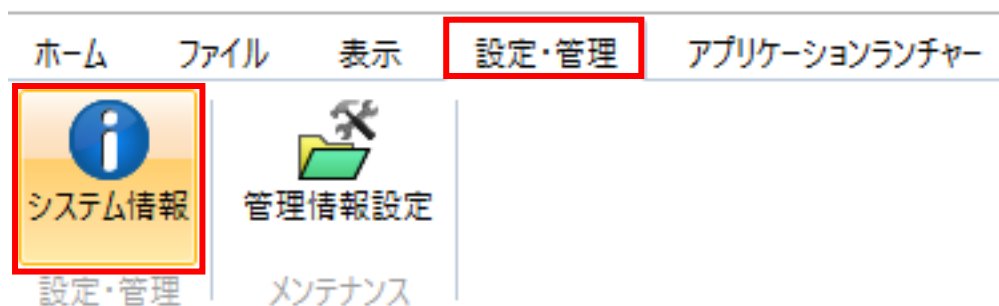 ホーム ファイル 表示 設定・管理 アプリケーションランチャー
システム情報 管理情報設定
設定・管理 メンテナンス